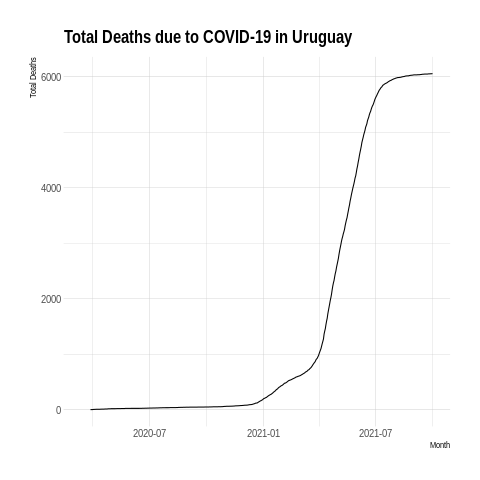 Total Deaths due to COVID-19 in Uruguay
Total Deaths
6000
4000
2000
0
2020-07
2021-01
2021-07
Month